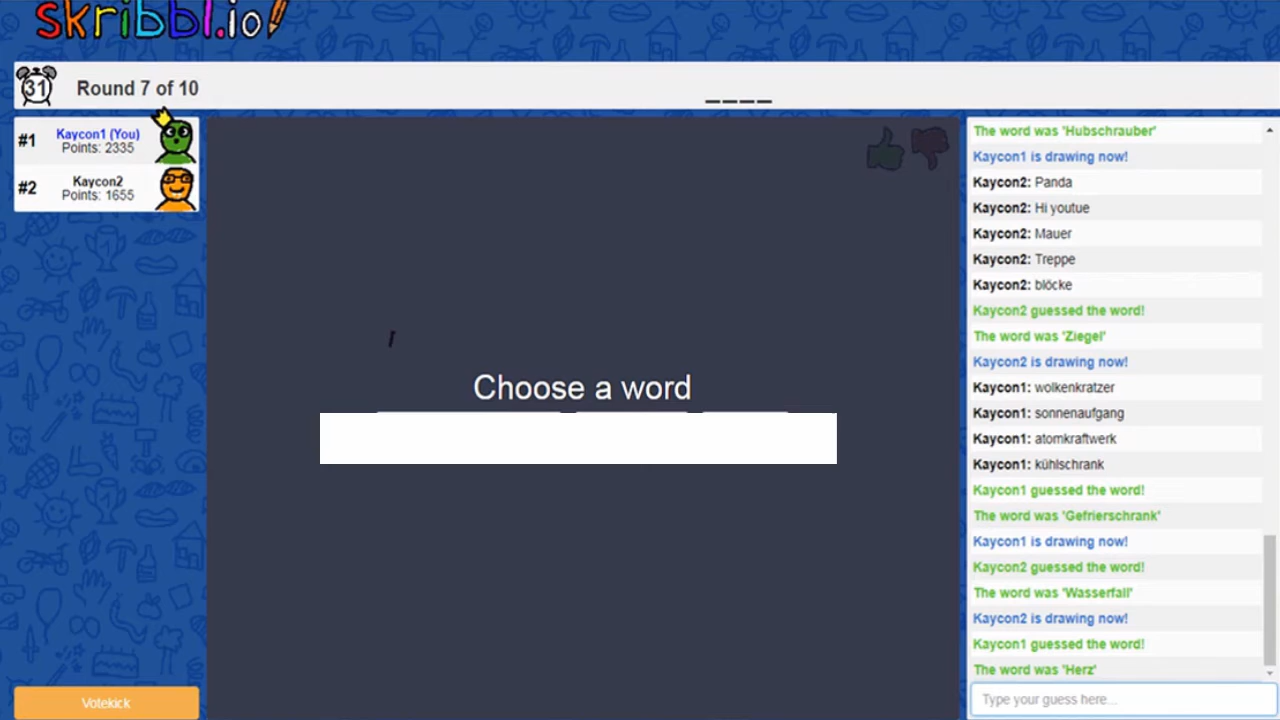 skribbl.io
31
Round 7 of 10
____
#1
Kaycon1 (You)
Points: 2335
#2
Kaycon2
Points: 1655
Choose a word
The word was 'Hubschrauber'
Kaycon1 is drawing now!
Kaycon2: Panda
Kaycon2: Hi youtue
Kaycon2: Mauer
Kaycon2: Treppe
Kaycon2: blöcke
Kaycon2 guessed the word!
The word was 'Ziegel'
Kaycon2 is drawing now!
Kaycon1: wolkenkratzer
Kaycon1: sonnenaufgang
Kaycon1: atomkraftwerk
Kaycon1: kühlschrank
Kaycon1 guessed the word!
The word was 'Gefrierschrank'
Kaycon1 is drawing now!
Kaycon2 guessed the word!
The word was 'Wasserfall'
Kaycon2 is drawing now!
Kaycon1 guessed the word!
The word was 'Herz'
Votekick
Type your guess here...